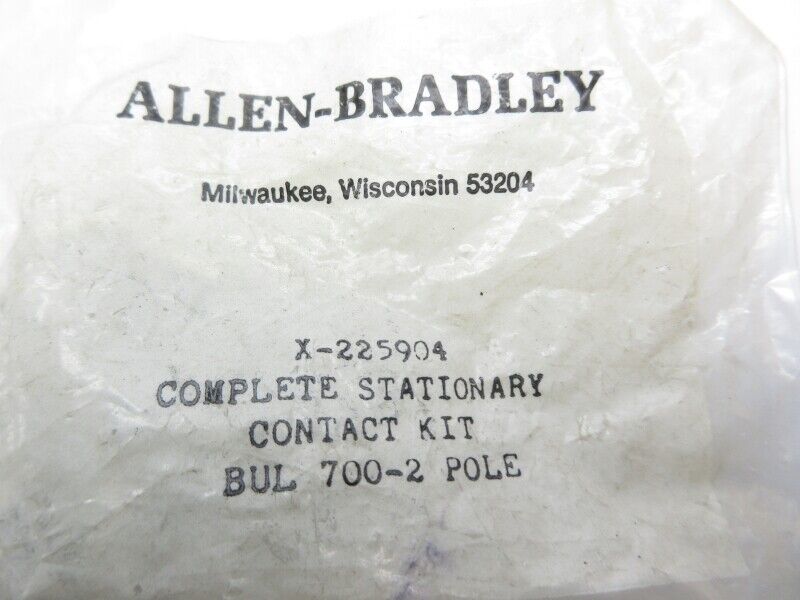 ALLEN-BRADLEY
Milwaukee, Wisconsin 53204
X-225904
COMPLETE STATIONARY
CONTACT KIT
BUL 700-2 POLE